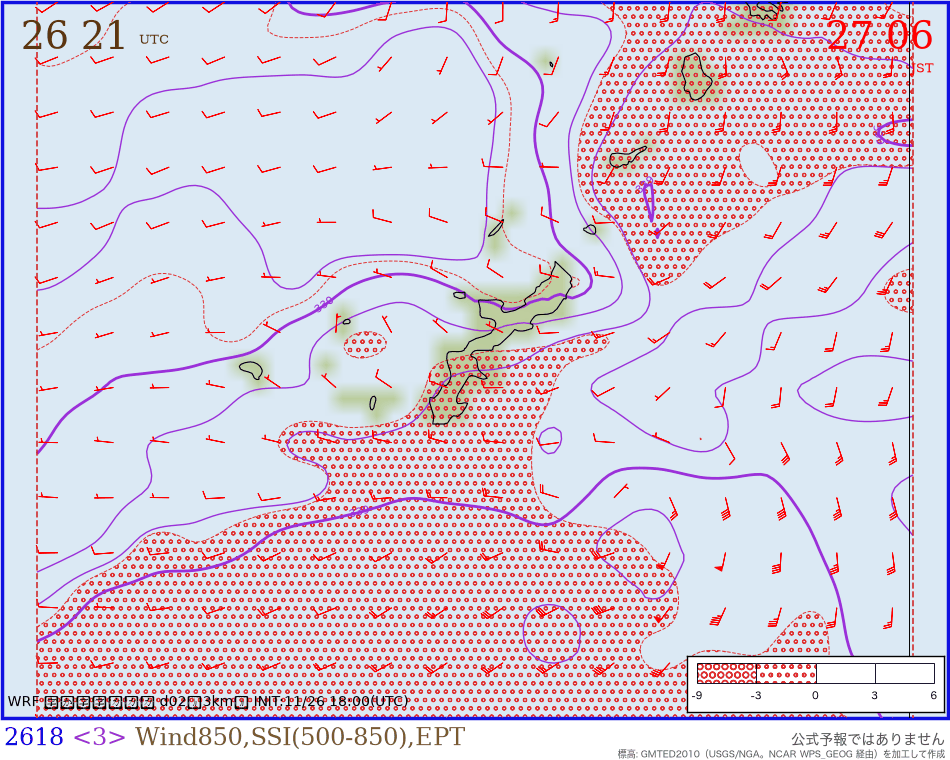 26 21 UTC
27 06
ST
330
WRF d02 3km INIT:11/26 18:00(UTC)
-9 -3 0 3 6
2618 <3> Wind850,SSI(500-850),EPT
公式予報ではありません
標高: GMTED2010（USGS/NGA。NCAR WPS_GEOG 経由）を加工して作成